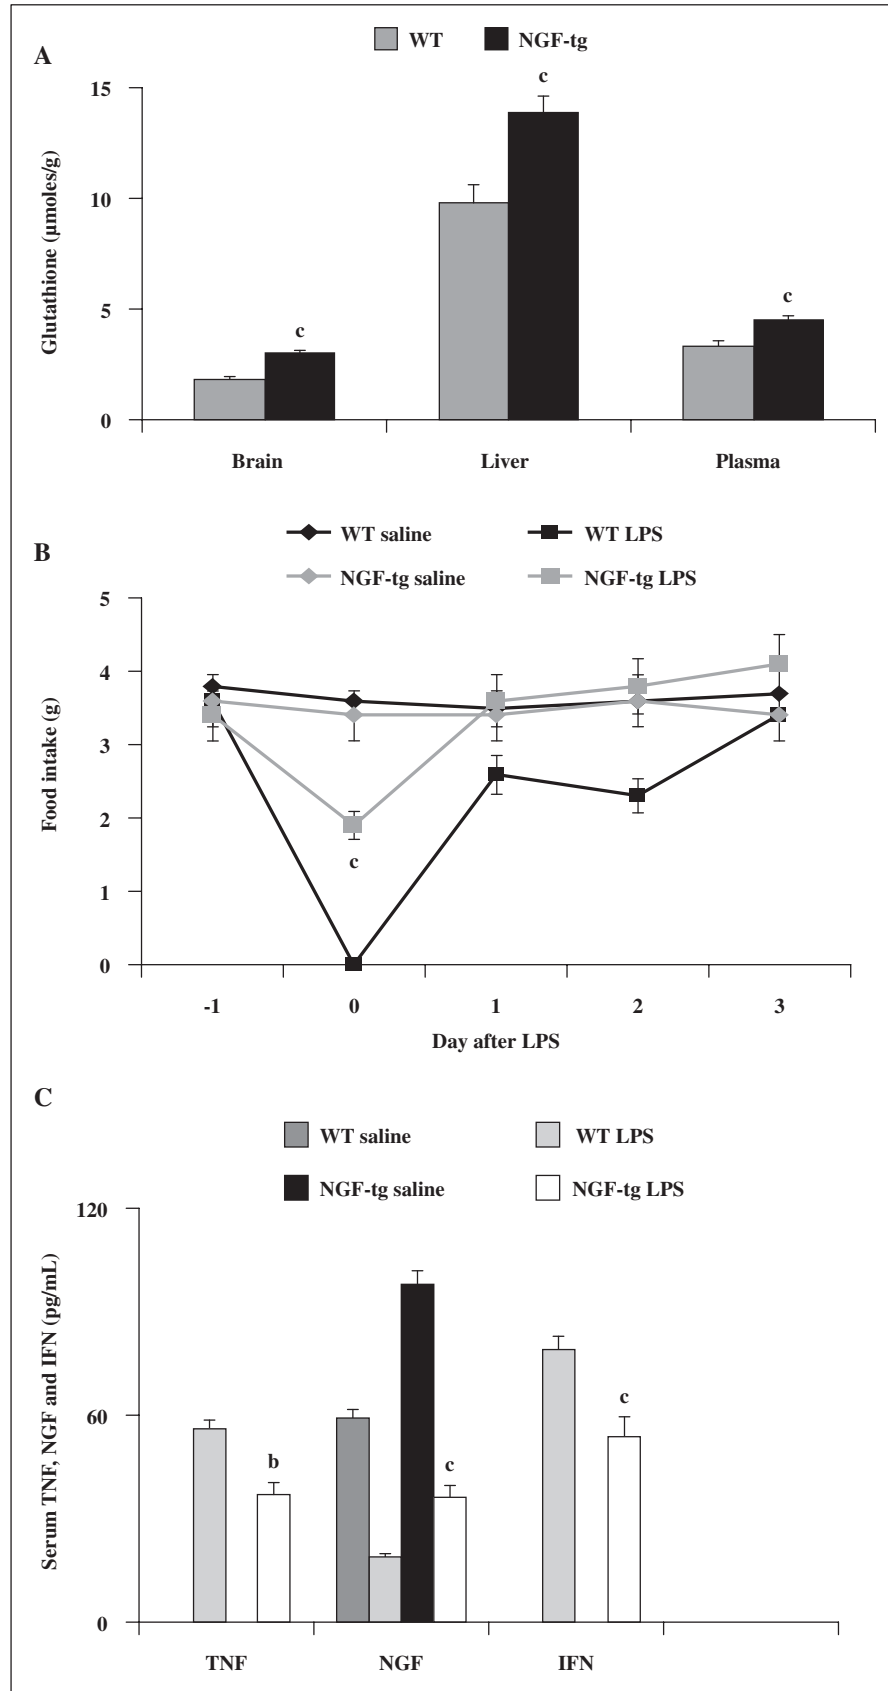 A
WT NGF-tg
Glutathione (µmoles/g)
15
10
5
0
c
c
c
Brain Liver Plasma
B
WT saline WT LPS
NGF-tg saline NGF-tg LPS
Food intake (g)
5
4
3
2
1
0
c
-1 0 1 2 3
Day after LPS
C
WT saline WT LPS
NGF-tg saline NGF-tg LPS
Serum TNF, NGF and IFN (pg/mL)
120
60
0
b
c
c
TNF NGF IFN